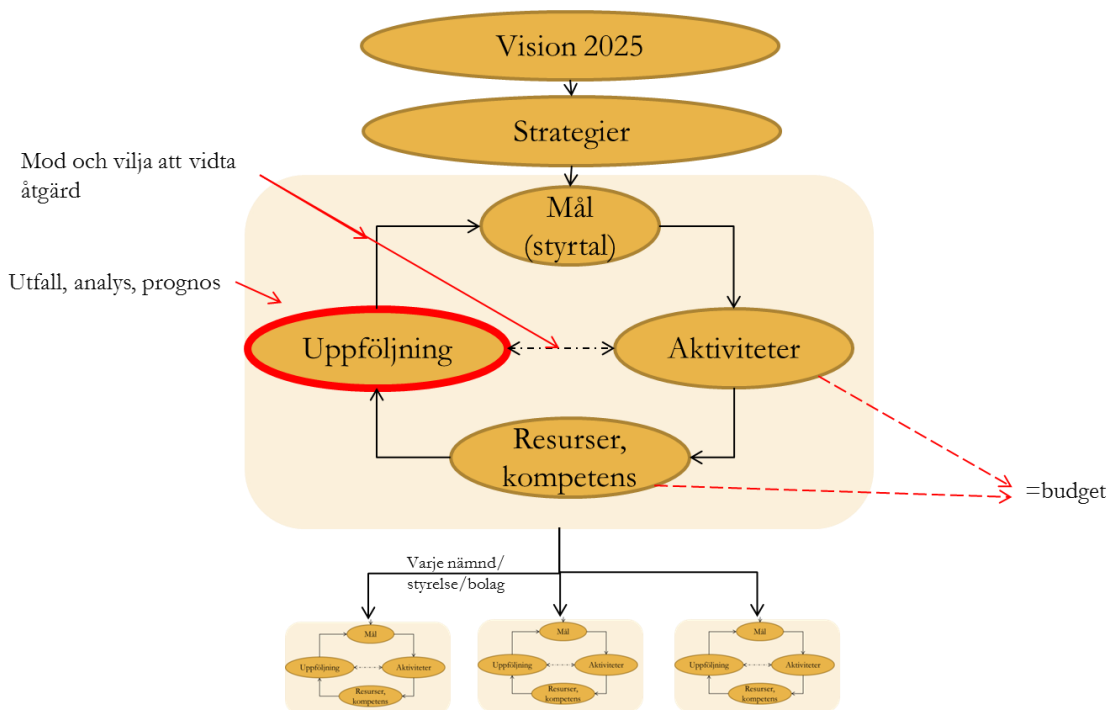 Vision 2025
Strategier
Mod och vilja att vidta
åtgärd
Mål
(styrtal)
Utfall, analys, prognos
Uppföljning
Aktiviteter
Resurser,
kompetens
=budget
Varje nämnd/
styrelse/bolag
Mål
Uppföljning
Aktiviteter
Resurser,
kompetens
Mål
Uppföljning
Aktiviteter
Resurser,
kompetens
Mål
Uppföljning
Aktiviteter
Resurser,
kompetens